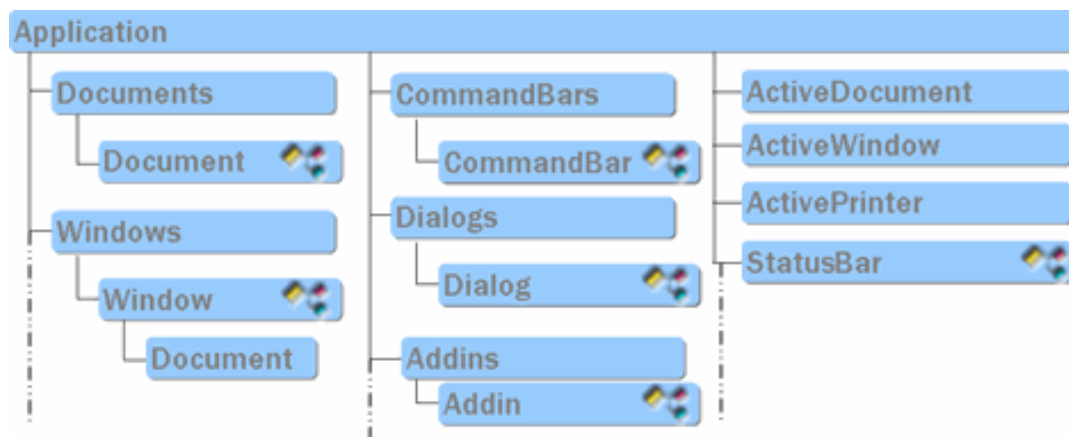 Application
Documents
Document
Windows
Window
Document
CommandBars
CommandBar
Dialogs
Dialog
Addins
Addin
ActiveDocument
ActiveWindow
ActivePrinter
StatusBar